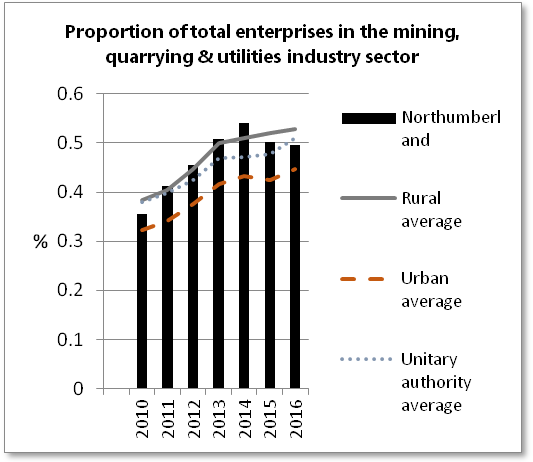 Proportion of total enterprises in the mining,
quarrying & utilities industry sector
0.6
0.5
0.4
0.3
0.2
0.1
0
%
2010
2011
2012
2013
2014
2015
2016
Northumberl
and
Rural
average
Urban
average
Unitary
authority
average